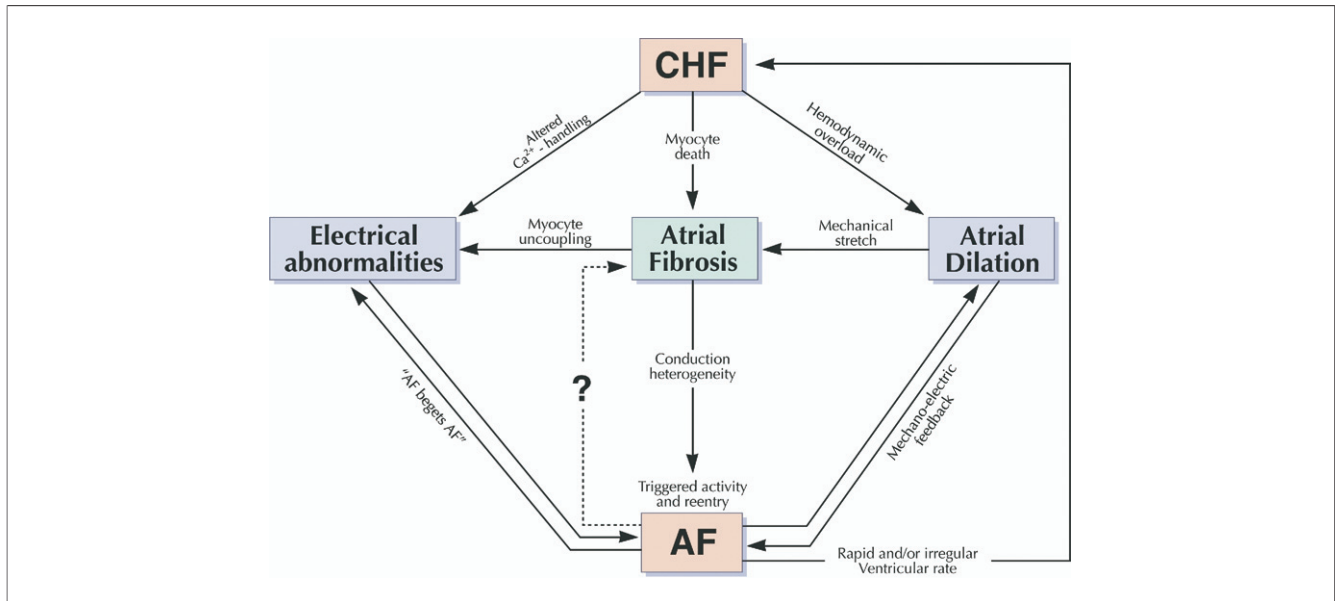 CHF
Altered
Ca²⁺ - handling
Myocyte
death
Hemodynamic
overload
Electrical
abnormalities
Myocyte
uncoupling
Atrial
Fibrosis
Mechanical
stretch
Atrial
Dilation
"AF begets AF"
?
Conduction
heterogeneity
Mechano-electric
feedback
Triggered activity
and reentry
AF
Rapid and/or irregular
Ventricular rate